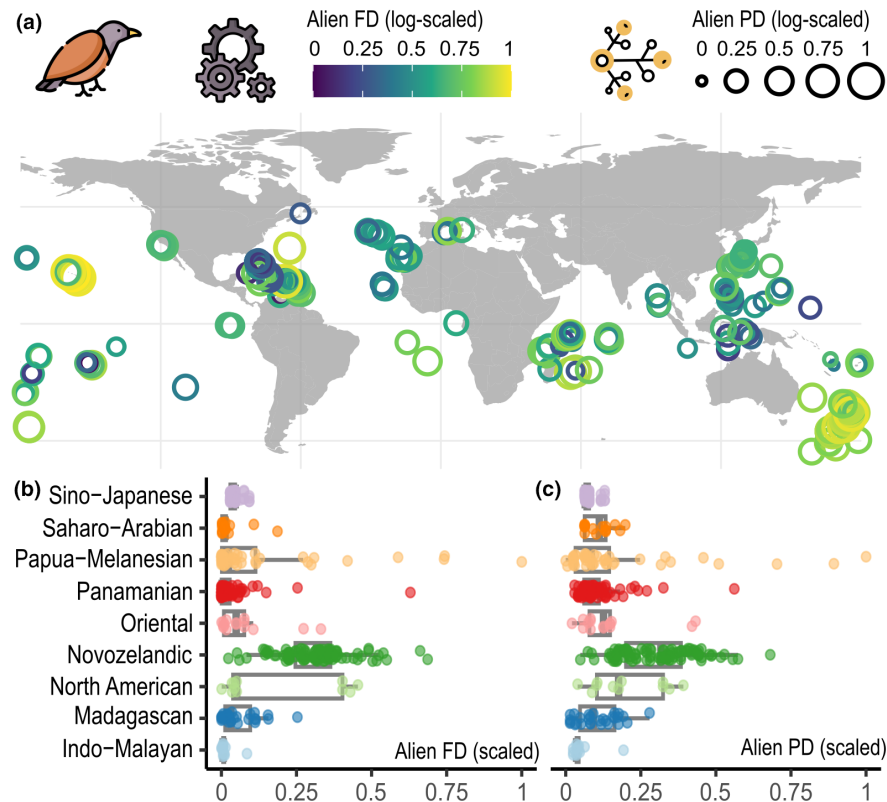 (a)
Alien FD (log-scaled)
0 0.25 0.5 0.75 1
Alien PD (log-scaled)
0 0.25 0.5 0.75 1
(b)
(c)
Sino-Japanese
Saharo-Arabian
Papua-Melanesian
Panamanian
Oriental
Novozelandic
North American
Madagascan
Indo-Malayan
Alien FD (scaled)
Alien PD (scaled)
0 0.25 0.5 0.75 1
0 0.25 0.5 0.75 1